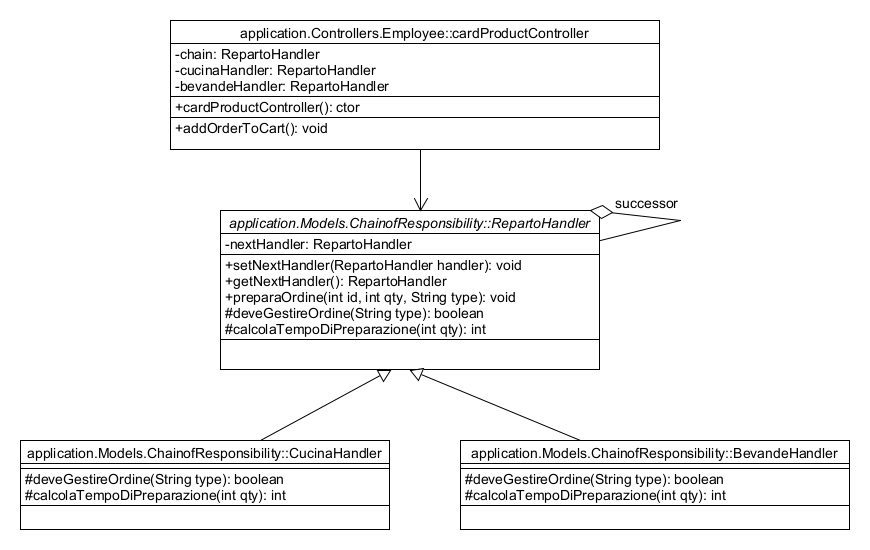 application.Controllers.Employee::cardProductController
-chain: RepartoHandler
-cucinaHandler: RepartoHandler
-bevandeHandler: RepartoHandler
+cardProductController(): ctor
+addOrderToCart(): void
successor
application.Models.ChainofResponsibility::RepartoHandler
-nextHandler: RepartoHandler
+setNextHandler(RepartoHandler handler): void
+getNextHandler(): RepartoHandler
+preparaOrdine(int id, int qty, String type): void
#deveGestireOrdine(String type): boolean
#calcolaTempoDiPreparazione(int qty): int
application.Models.ChainofResponsibility::CucinaHandler
#deveGestireOrdine(String type): boolean
#calcolaTempoDiPreparazione(int qty): int
application.Models.ChainofResponsibility::BevandeHandler
#deveGestireOrdine(String type): boolean
#calcolaTempoDiPreparazione(int qty): int